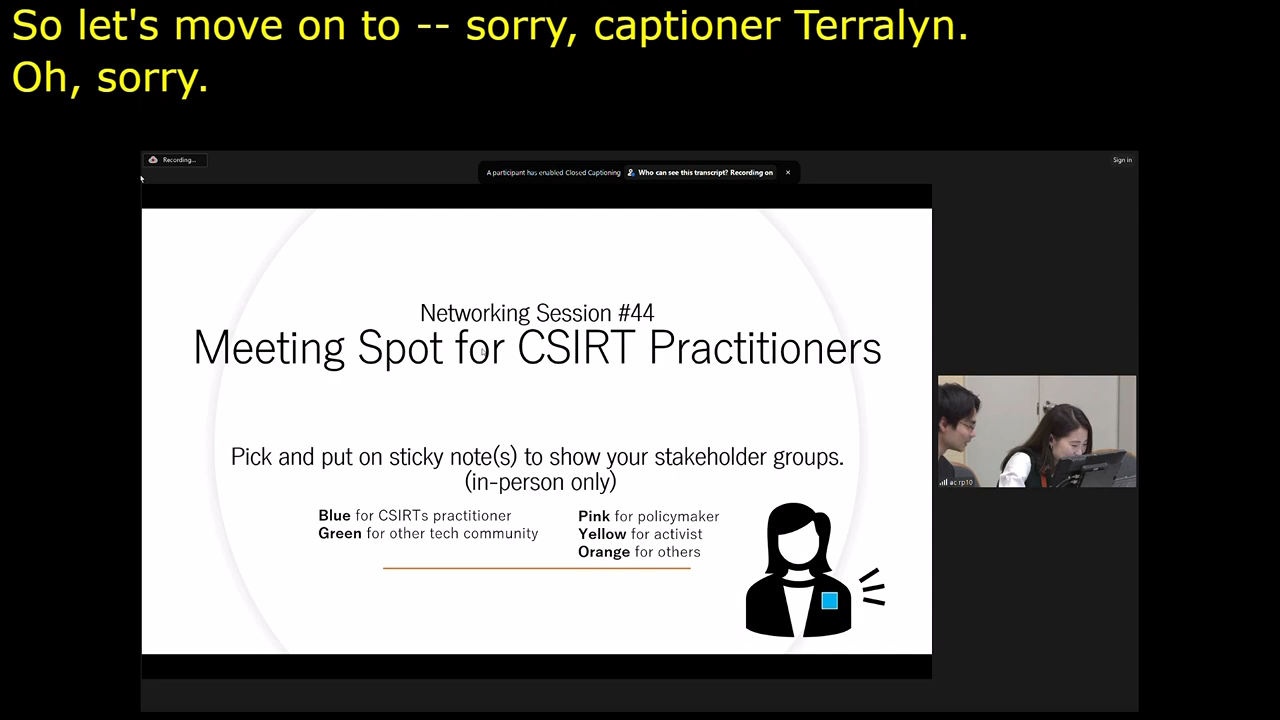 So let's move on to -- sorry, captioner Terralyn.
Oh, sorry.
Recording...
A participant has enabled Closed Captioning Who can see this transcript? Recording on
Sign in
Networking Session #44
Meeting Spot for CSIRT Practitioners
Pick and put on sticky note(s) to show your stakeholder groups.
(in-person only)
Blue for CSIRTs practitioner
Green for other tech community
Pink for policymaker
Yellow for activist
Orange for others